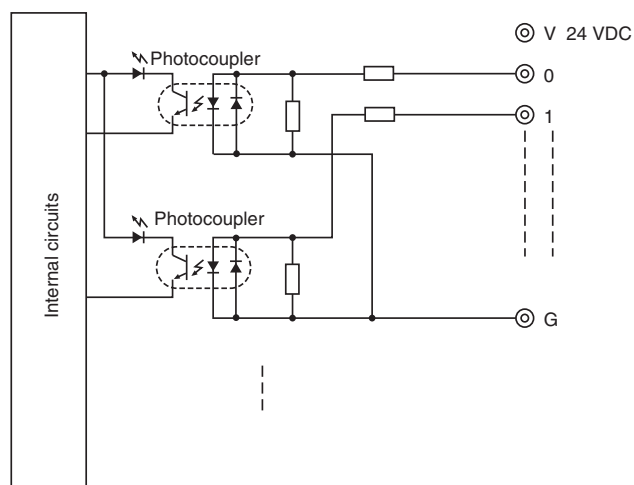 V 24 VDC
Photocoupler
0
1
Photocoupler
Internal circuits
G